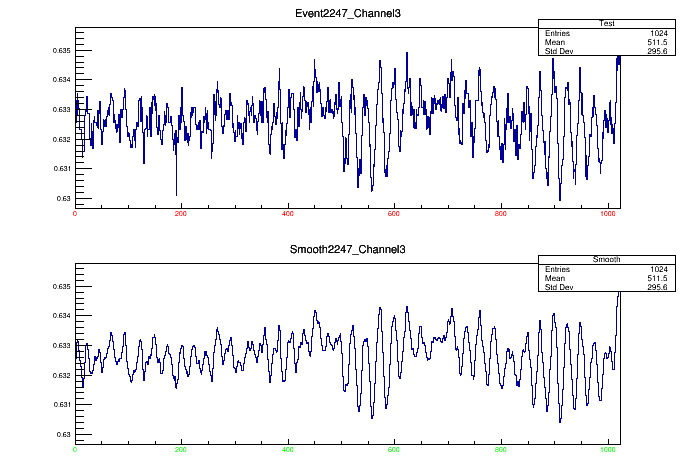 Event2247_Channel3
Test
Entries 1024
Mean 511.5
Std Dev 295.6
0.635
0.634
0.633
0.632
0.631
0.63
0 200 400 600 800 1000
Smooth2247_Channel3
Smooth
Entries 1024
Mean 511.5
Std Dev 295.6
0.635
0.634
0.633
0.632
0.631
0.63
0 200 400 600 800 1000